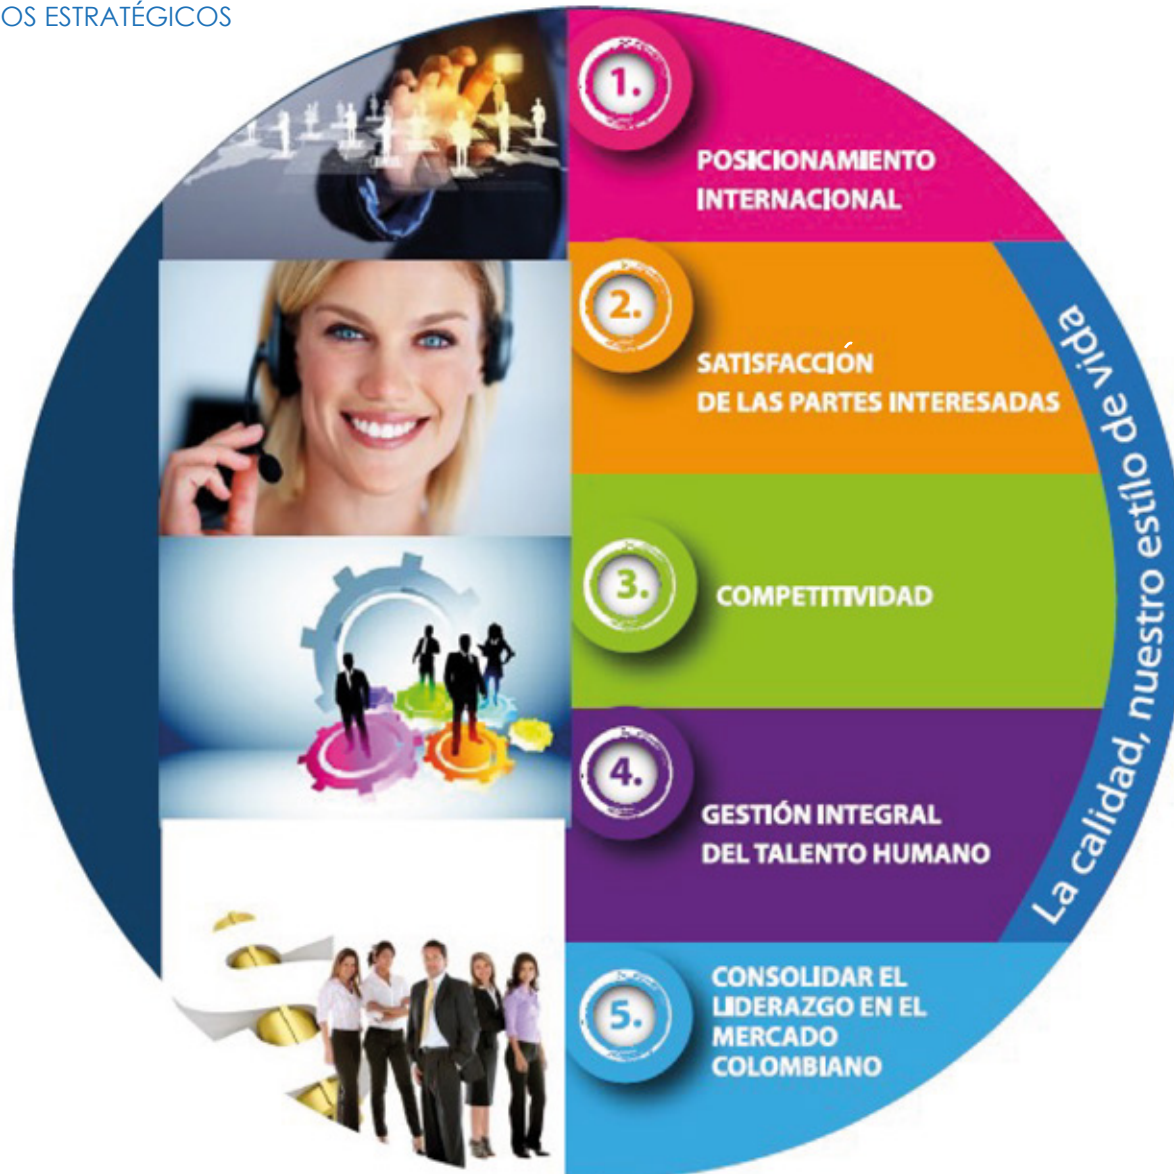 OS ESTRATÉGICOS
1.
POSICIONAMIENTO
INTERNACIONAL
2.
SATISFACCIÓN
DE LAS PARTES INTERESADAS
3.
COMPETITIVIDAD
4.
GESTIÓN INTEGRAL
DEL TALENTO HUMANO
5.
CONSOLIDAR EL
LIDERAZGO EN EL
MERCADO
COLOMBIANO
La calidad, nuestro estilo de vida